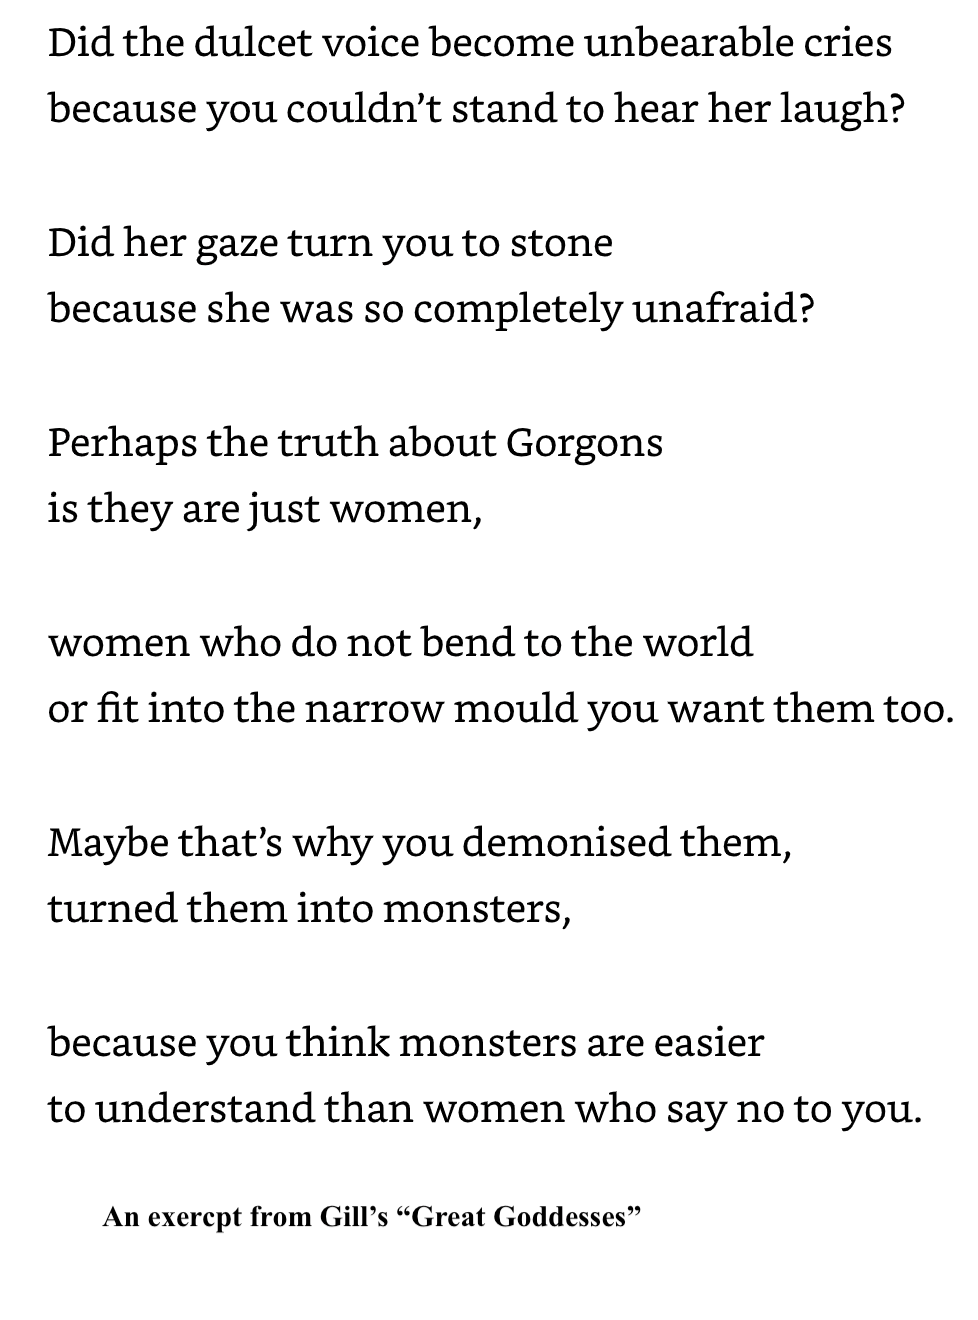 Did the dulcet voice become unbearable cries
because you couldn’t stand to hear her laugh?
Did her gaze turn you to stone
because she was so completely unafraid?
Perhaps the truth about Gorgons
is they are just women,
women who do not bend to the world
or fit into the narrow mould you want them too.
Maybe that’s why you demonised them,
turned them into monsters,
because you think monsters are easier
to understand than women who say no to you.
An exercpt from Gill’s “Great Goddesses”